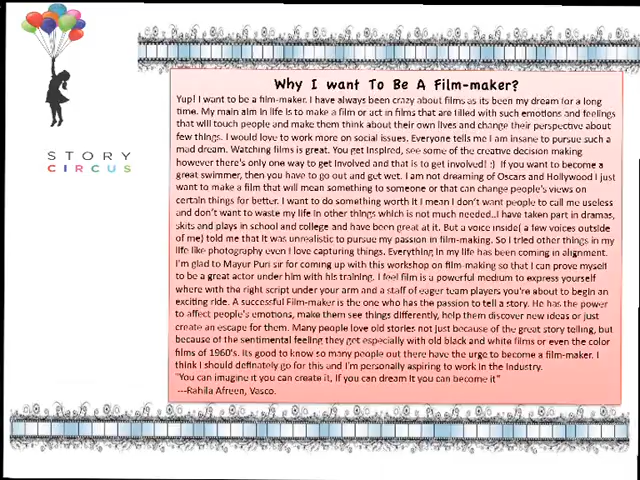 Why I want To Be A Film-maker?
Yup! I want to be a film-maker. I have always been crazy about films as its been my dream for a long
time. My main aim in life is to make a film or act in films that are filled with such emotions and feelings
that will touch people and make them think about their own lives and change their perspective about
few things. I would love to work more on social issues. Everyone tells me I am insane to pursue such a
mad dream. Watching films is great. You get inspired, see some of the creative decision making
however there's only one way to get involved and that is to get involved! :) If you want to become a
great swimmer, then you have to go out and get wet. I am not dreaming of Oscars and Hollywood I just
want to make a film that will mean something to someone or that can change people's views on
certain things for better. I want to do something worth it I mean I don't want people to call me useless
and don't want to waste my life in other things which is not much needed..I have taken part in dramas,
skits and plays in school and college and have been great at it. But a voice inside( a few voices outside
of me) told me that it was unrealistic to pursue my passion in film-making. So I tried other things in my
life like photography even I love capturing things. Everything in my life has been coming in alignment.
I'm glad to Mayur Puri sir for coming up with this workshop on film-making so that I can prove myself
to be a great actor under him with his training. I feel film is a powerful medium to express yourself
where with the right script under your arm and a staff of eager team players you're about to begin an
exciting ride. A successful Film-maker is the one who has the passion to tell a story. He has the power
to affect people's emotions, make them see things differently, help them discover new ideas or just
create an escape for them. Many people love old stories not just because of the great story telling, but
because of the sentimental feeling they get especially with old black and white films or even the color
films of 1960's. Its good to know so many people out there have the urge to become a film-maker. I
think I should definately go for this and I'm personally aspiring to work in the Industry.
"You can imagine it you can create it, If you can dream it you can become it"
---Rahila Afreen, Vasco.
STORY
CIRCUS